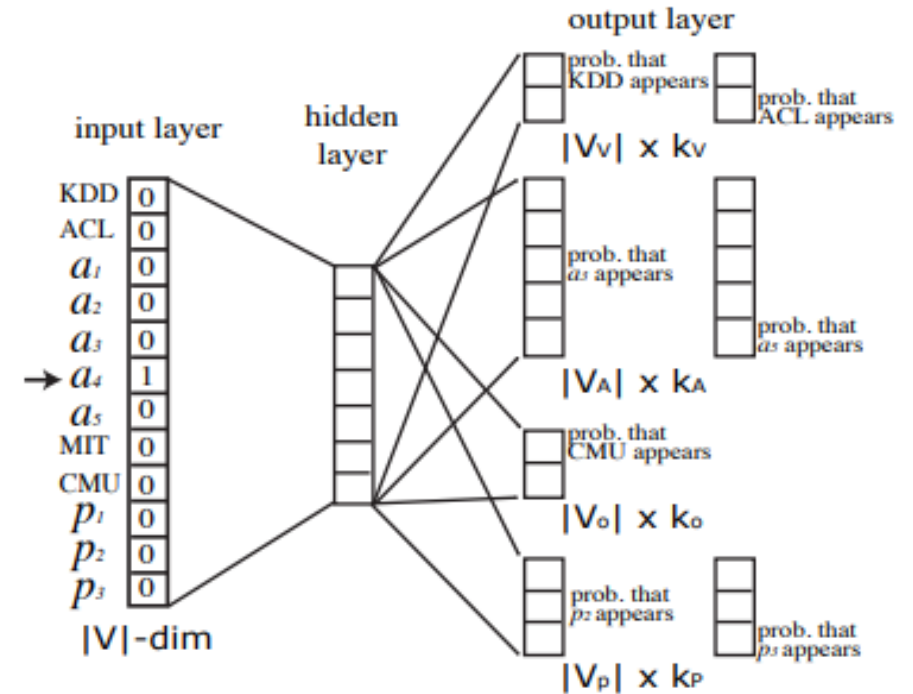 input layer
KDD 0
ACL 0
a1 0
a2 0
a3 0
→ a4 1
a5 0
MIT 0
CMU 0
p1 0
p2 0
p3 0
|V|-dim
hidden
layer
output layer
prob. that
KDD appears
prob. that
ACL appears
|VV| x kV
prob. that
a3 appears
prob. that
a5 appears
|VA| x kA
prob. that
CMU appears
|Vo| x ko
prob. that
p2 appears
prob. that
p3 appears
|Vp| x kP